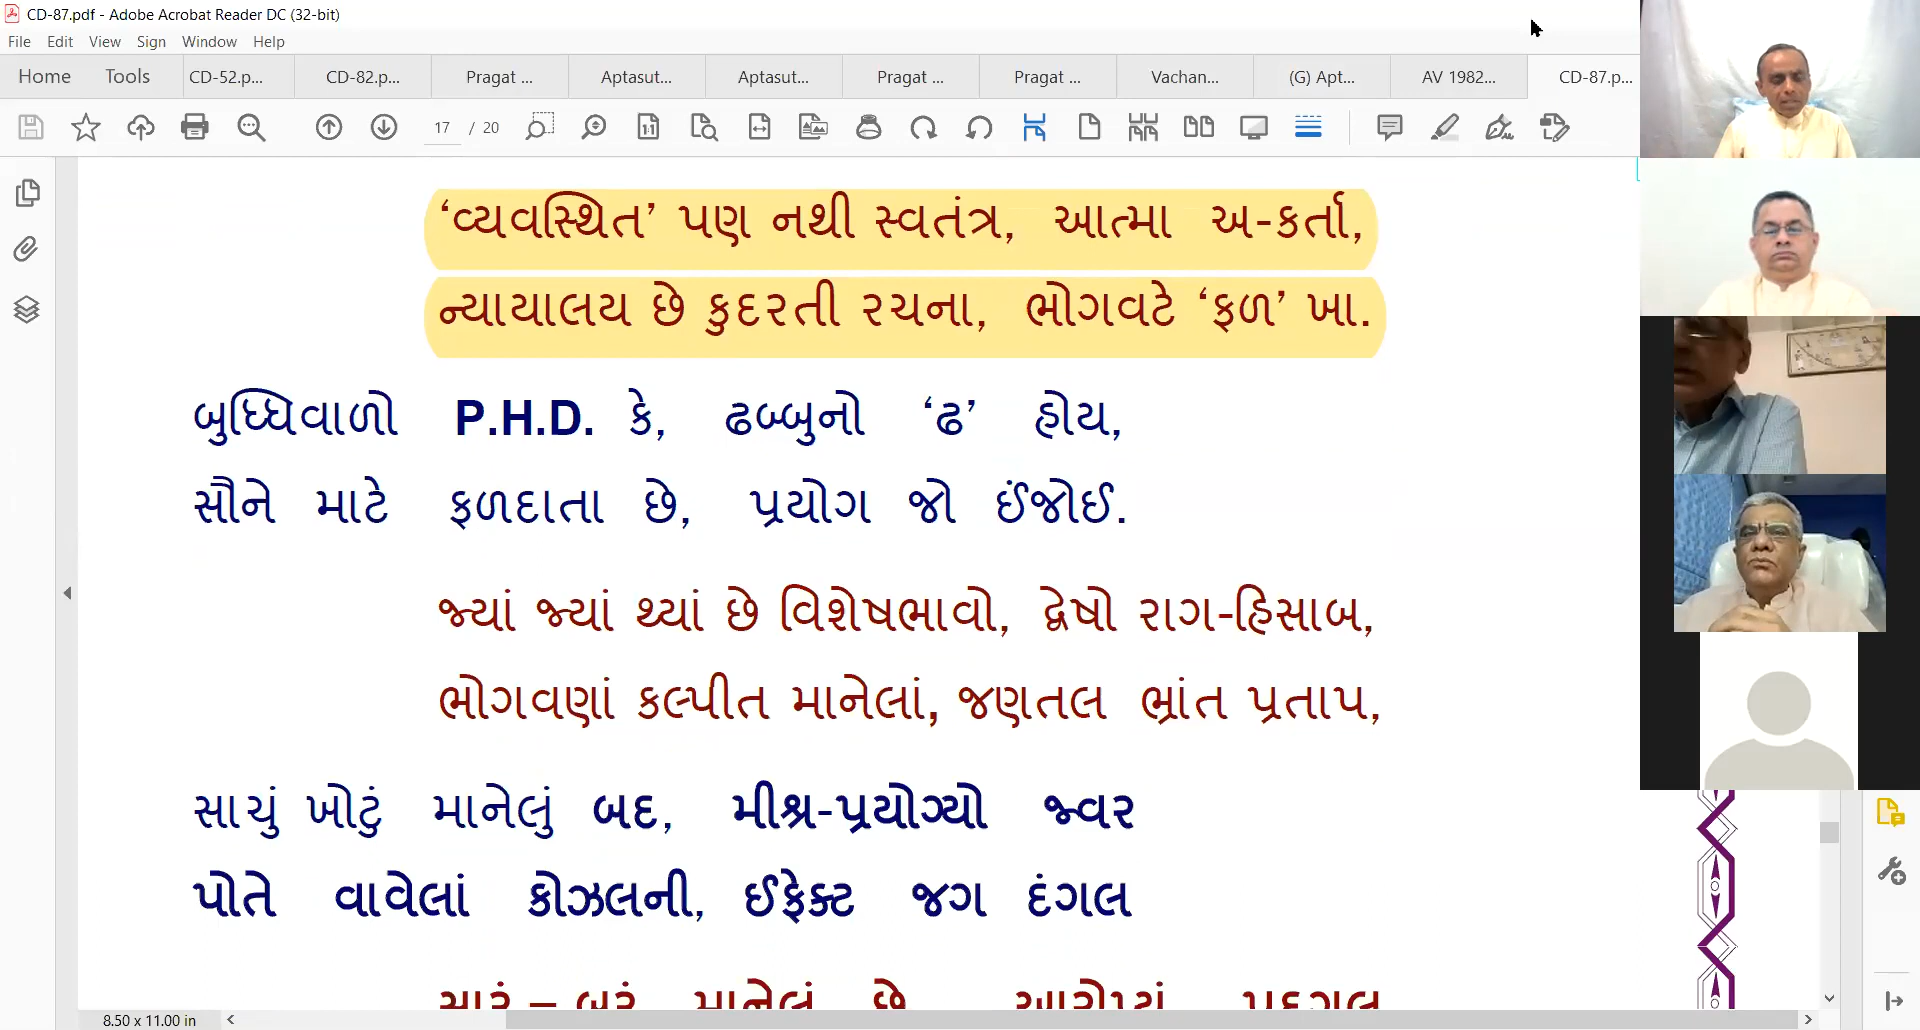 CD-87.pdf - Adobe Acrobat Reader DC (32-bit)
File Edit View Sign Window Help
Home Tools CD-52.p... CD-82.p... Pragat ... Aptasut... Aptasut... Pragat ... Pragat ... Vachan... (G) Apt... AV 1982... CD-87.p...
17 / 20
‘વ્યવસ્થિત’ પણ નથી સ્વતંત્ર, આત્મા અ-કર્તા,
ન્યાયાલય છે કુદરતી રચના, ભોગવટે ‘ફળ’ ખા.
બુધ્ધિવાળો P.H.D. કે, ઢબ્બુનો ‘ઢ’ હોય,
સૌને માટે ફળદાતા છે, પ્રયોગ જો ઈંજોઈ.
જ્યાં જ્યાં થ્યાં છે વિશેષભાવો, દ્વેષો રાગ-હિસાબ,
ભોગવણાં કલ્પીત માનેલાં, જણતલ ભ્રાંત પ્રતાપ,
સાચું ખોટું માનેલું બદ, મીશ્ર-પ્રયોગ્યો જ્વર
પોતે વાવેલાં કોઝલની, ઈફેક્ટ જગ દંગલ
સારું – બુરું માનેલું છે
8.50 x 11.00 in